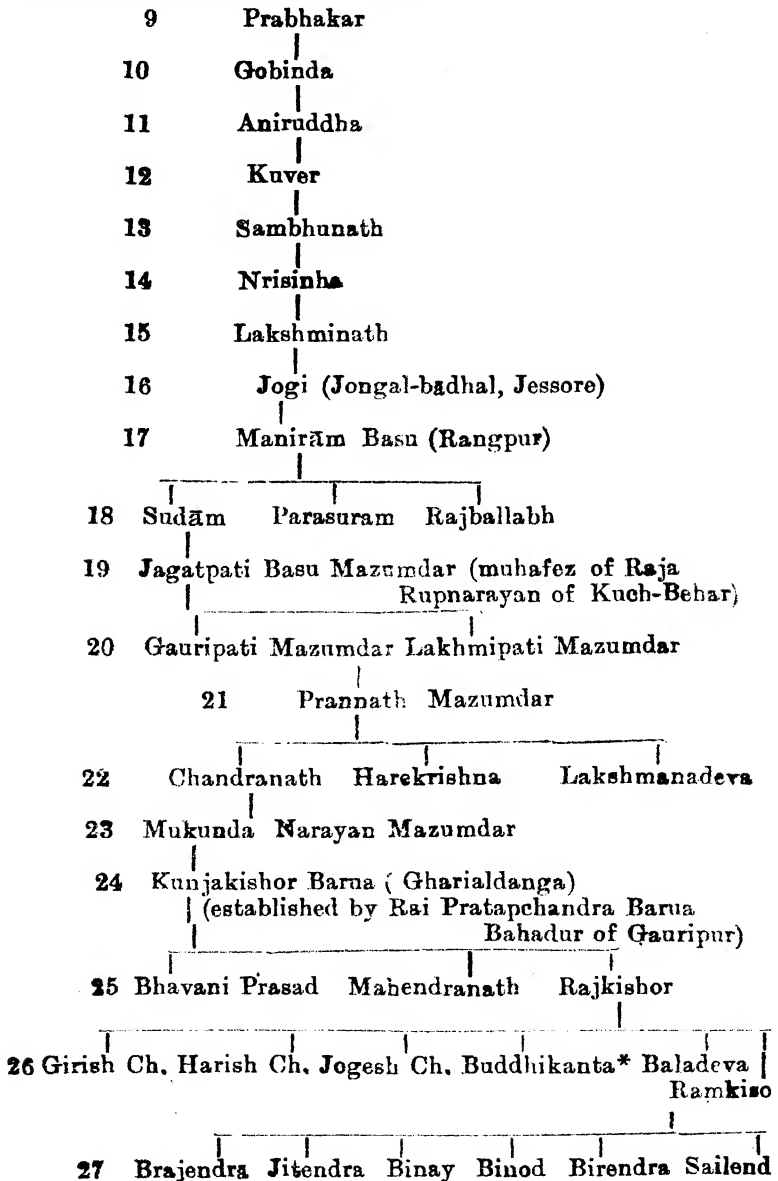 9 Prabhakar
10 Gobinda
11 Aniruddha
12 Kuver
13 Sambhunath
14 Nrisinha
15 Lakshminath
16 Jogi (Jongal-badhal, Jessore)
17 Manirām Basu (Rangpur)
18 Sudām Parasuram Rajballabh
19 Jagatpati Basu Mazumdar (muhafez of Raja
Rupnarayan of Kuch-Behar)
20 Gauripati Mazumdar Lakhmipati Mazumdar
21 Prannath Mazumdar
22 Chandranath Harekrishna Lakshmanadeva
23 Mukunda Narayan Mazumdar
24 Kunjakishor Barua ( Gharialdanga)
(established by Rai Pratapchandra Barua
Bahadur of Gauripur)
25 Bhavani Prasad Mahendranath Rajkishor
26 Girish Ch. Harish Ch. Jogesh Ch. Buddhikanta* Baladeva
Ramkiso
27 Brajendra Jitendra Binay Binod Birendra Sailend